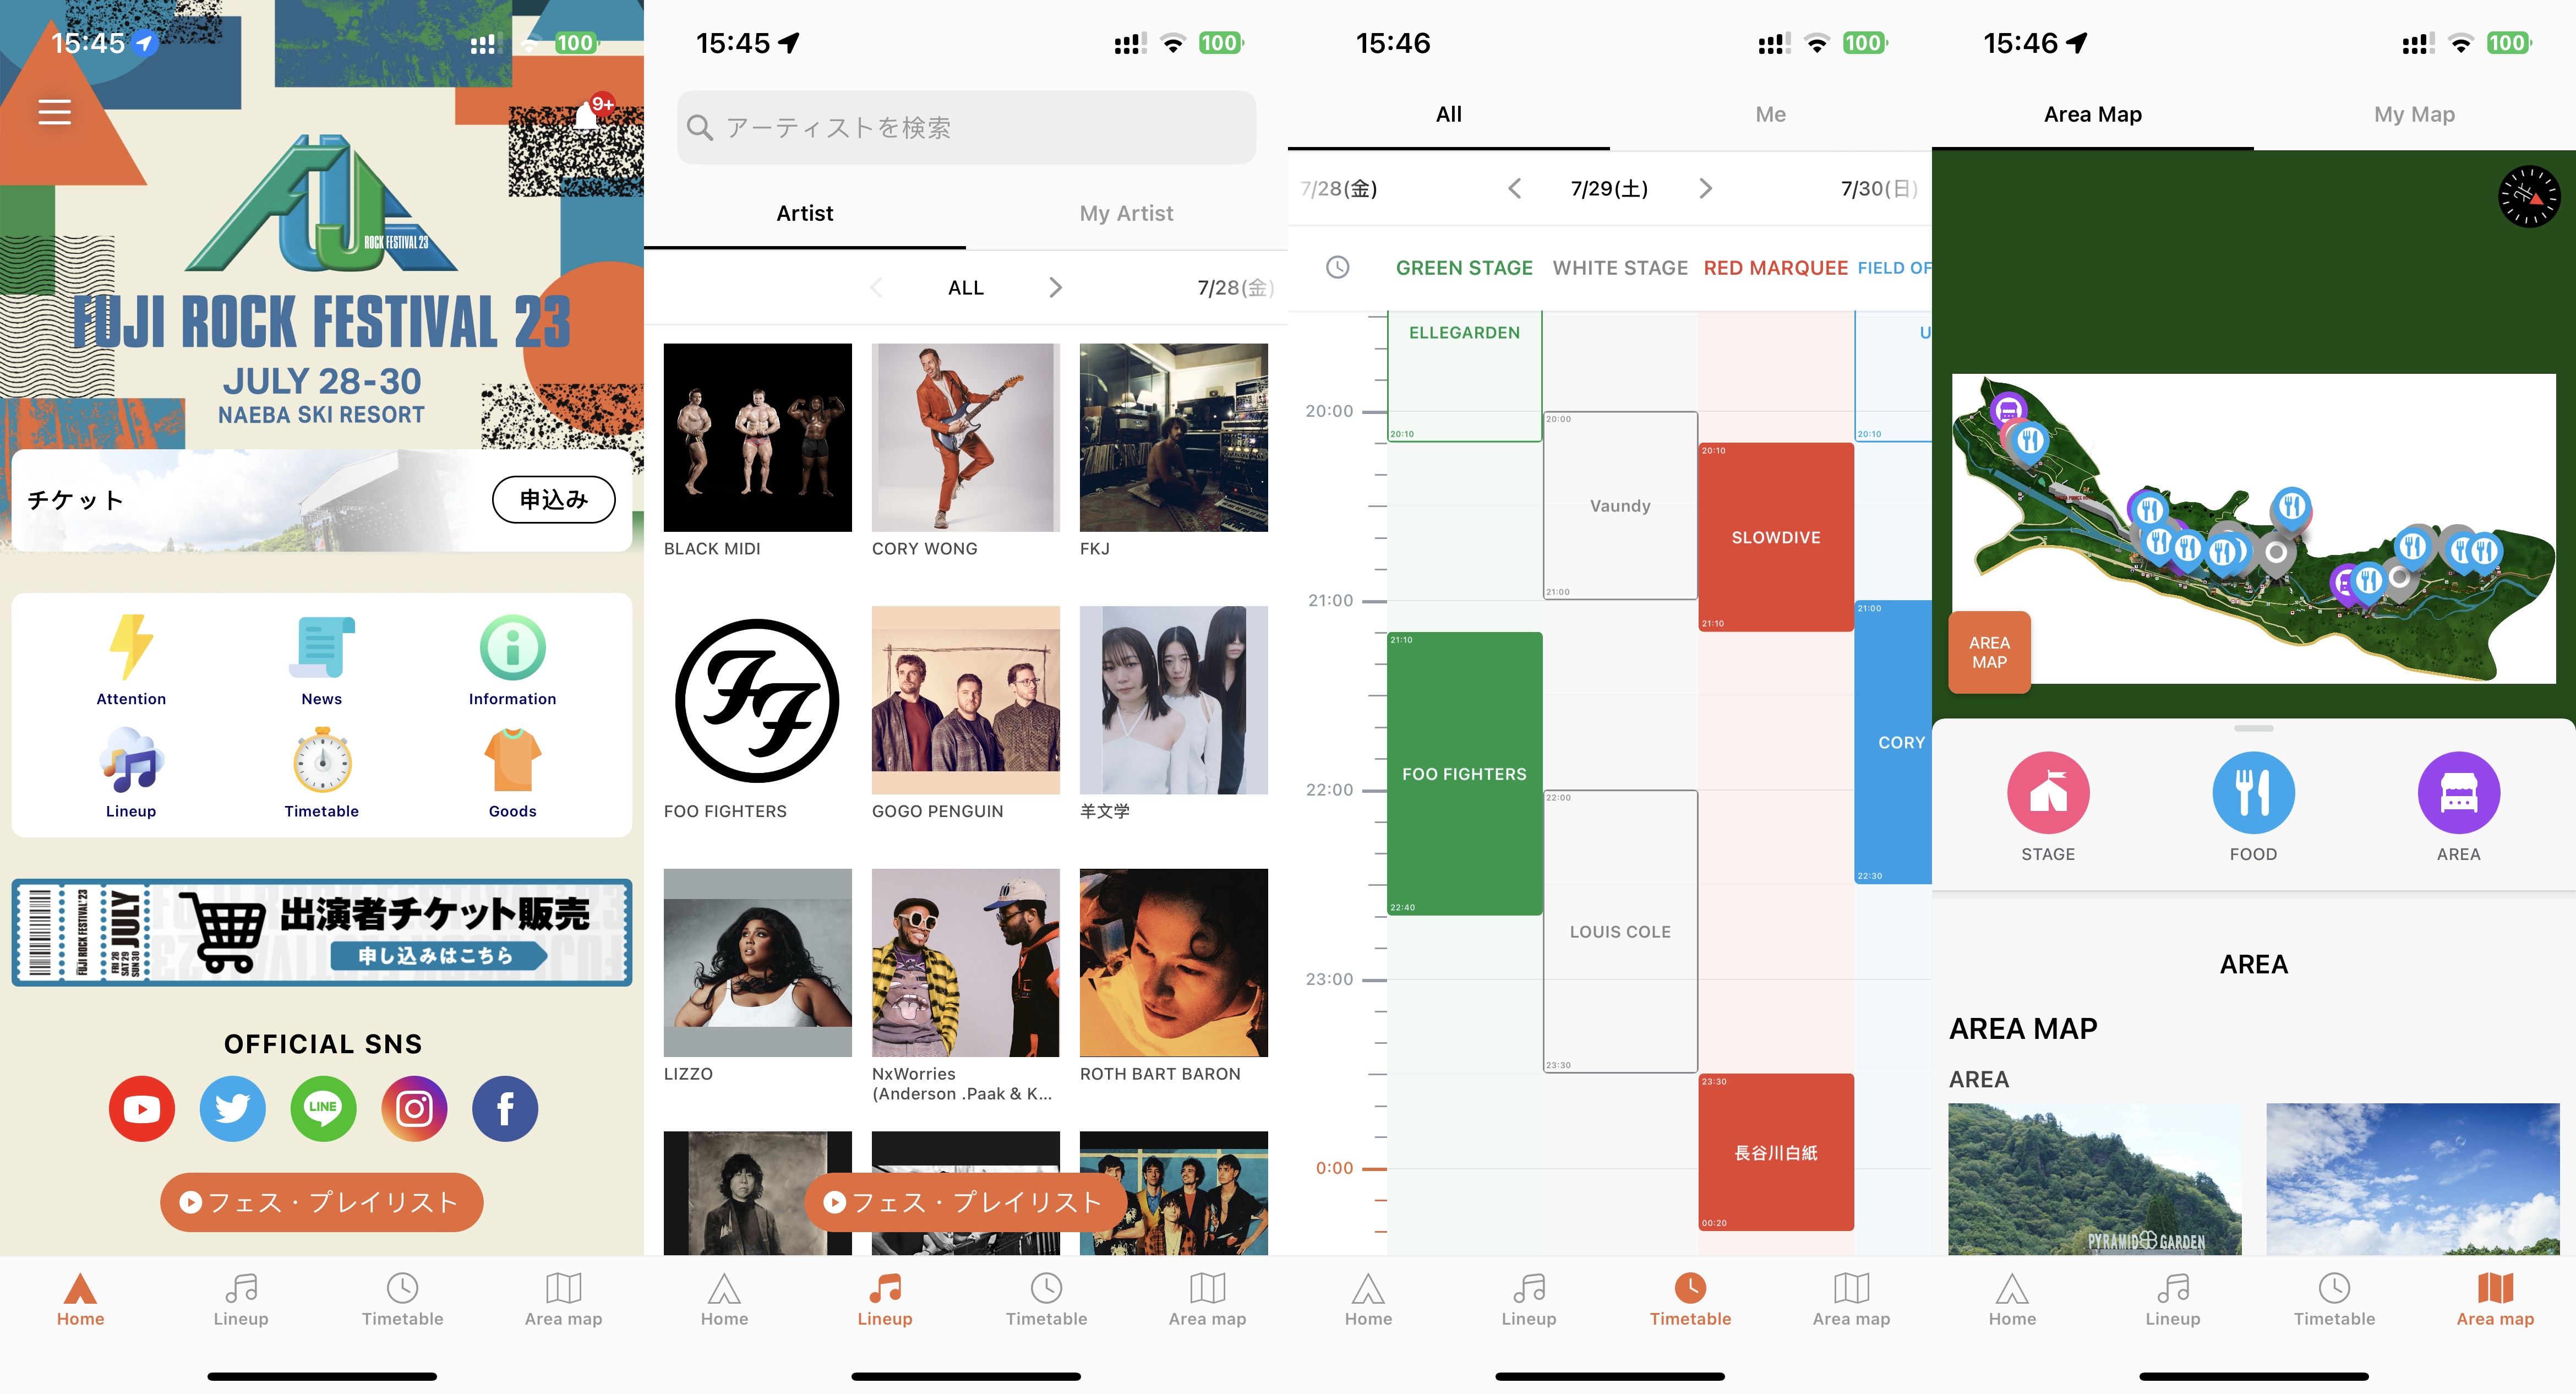 15:45
100
9+
FUJI
ROCK FESTIVAL 23
FUJI ROCK FESTIVAL 23
JULY 28-30
NAEBA SKI RESORT
チケット
申込み
Attention
News
Information
Lineup
Timetable
Goods
FUJI ROCK FESTIVAL'23
FRI 28
SAT 29
SUN 30
JULY
出演者チケット販売
申し込みはこちら
OFFICIAL SNS
LINE
フェス・プレイリスト
Home
Lineup
Timetable
Area map
15:45
100
アーティストを検索
Artist
My Artist
ALL
7/28(金)
BLACK MIDI
CORY WONG
FKJ
FF
FOO FIGHTERS
GOGO PENGUIN
羊文学
LIZZO
NxWorries
(Anderson .Paak & K...
ROTH BART BARON
フェス・プレイリスト
Home
Lineup
Timetable
Area map
15:46
100
All
Me
7/28(金)
7/29(土)
7/30(日)
GREEN STAGE
WHITE STAGE
RED MARQUEE
FIELD OF
ELLEGARDEN
U
20:00
20:10
20:00
20:10
20:10
Vaundy
SLOWDIVE
21:00
21:00
21:10
21:00
21:10
CORY
FOO FIGHTERS
22:00
22:00
22:30
22:40
LOUIS COLE
23:00
23:30
23:30
長谷川白紙
0:00
00:20
Home
Lineup
Timetable
Area map
15:46
100
Area Map
My Map
北
AREA
MAP
STAGE
FOOD
AREA
AREA
AREA MAP
AREA
PYRAMID GARDEN
Home
Lineup
Timetable
Area map